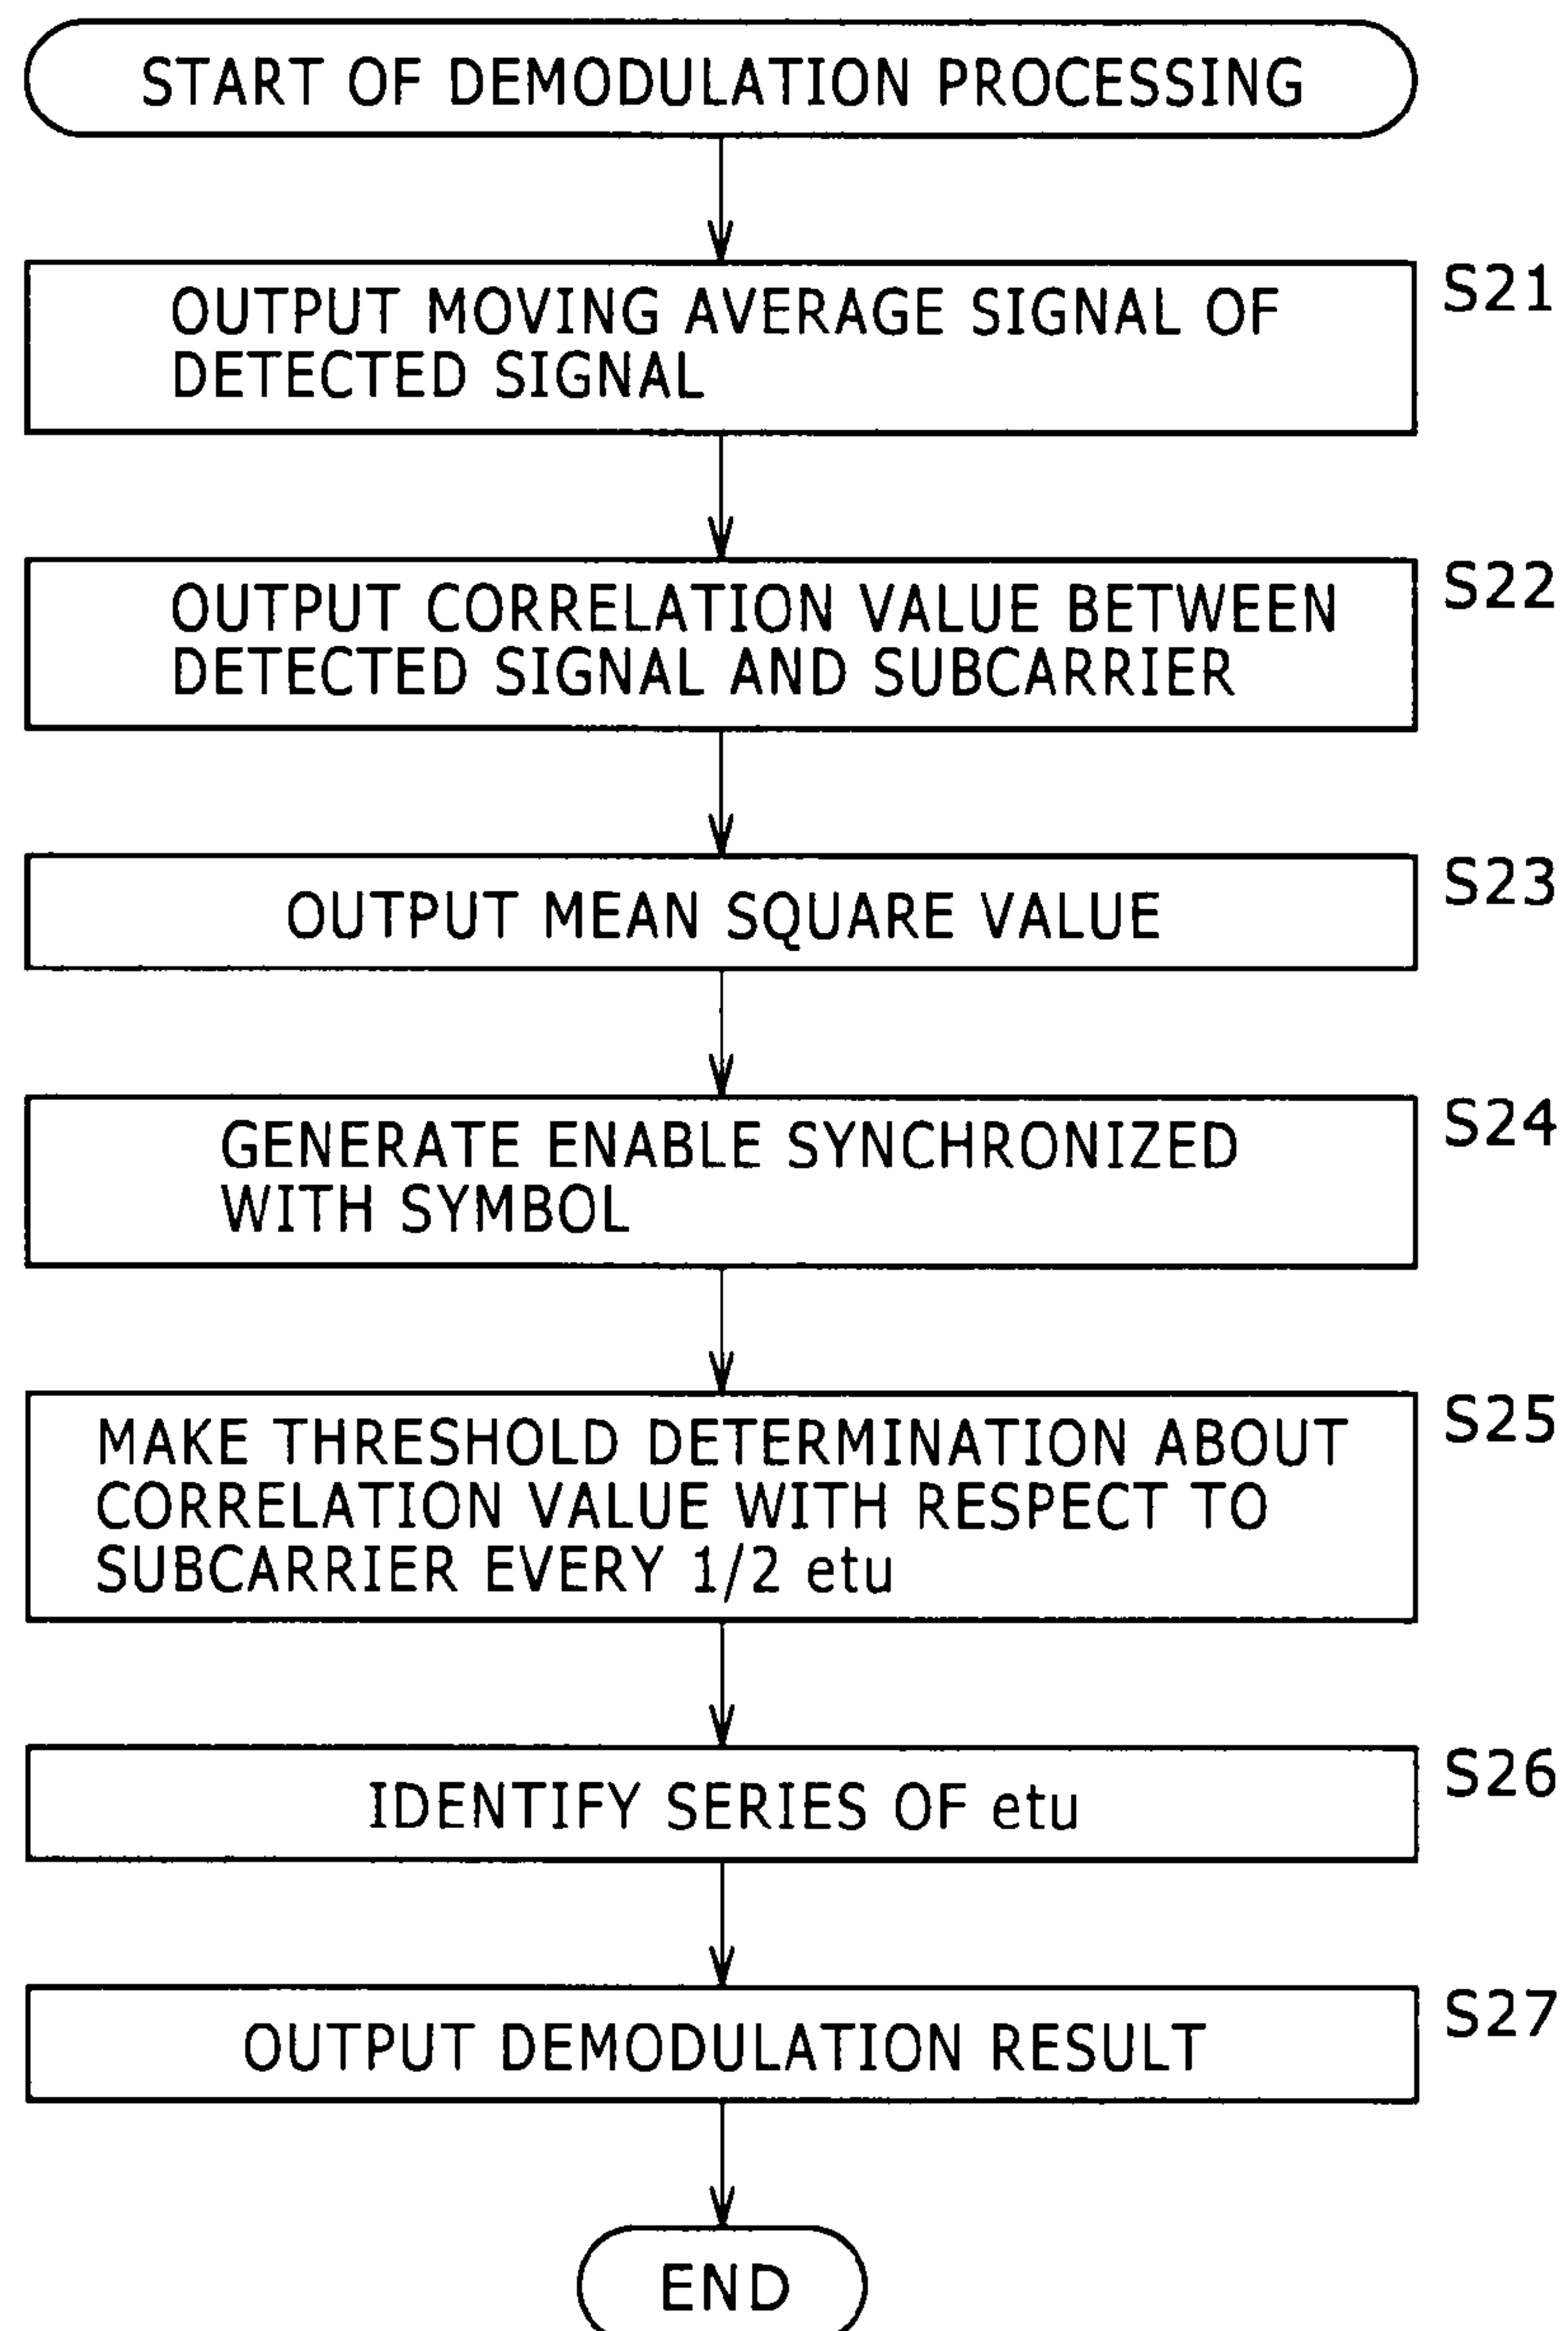 START OF DEMODULATION PROCESSING
S21
OUTPUT MOVING AVERAGE SIGNAL OF
DETECTED SIGNAL
S22
OUTPUT CORRELATION VALUE BETWEEN
DETECTED SIGNAL AND SUBCARRIER
S23
OUTPUT MEAN SQUARE VALUE
S24
GENERATE ENABLE SYNCHRONIZED
WITH SYMBOL
S25
MAKE THRESHOLD DETERMINATION ABOUT
CORRELATION VALUE WITH RESPECT TO
SUBCARRIER EVERY 1/2 etu
S26
IDENTIFY SERIES OF etu
S27
OUTPUT DEMODULATION RESULT
END